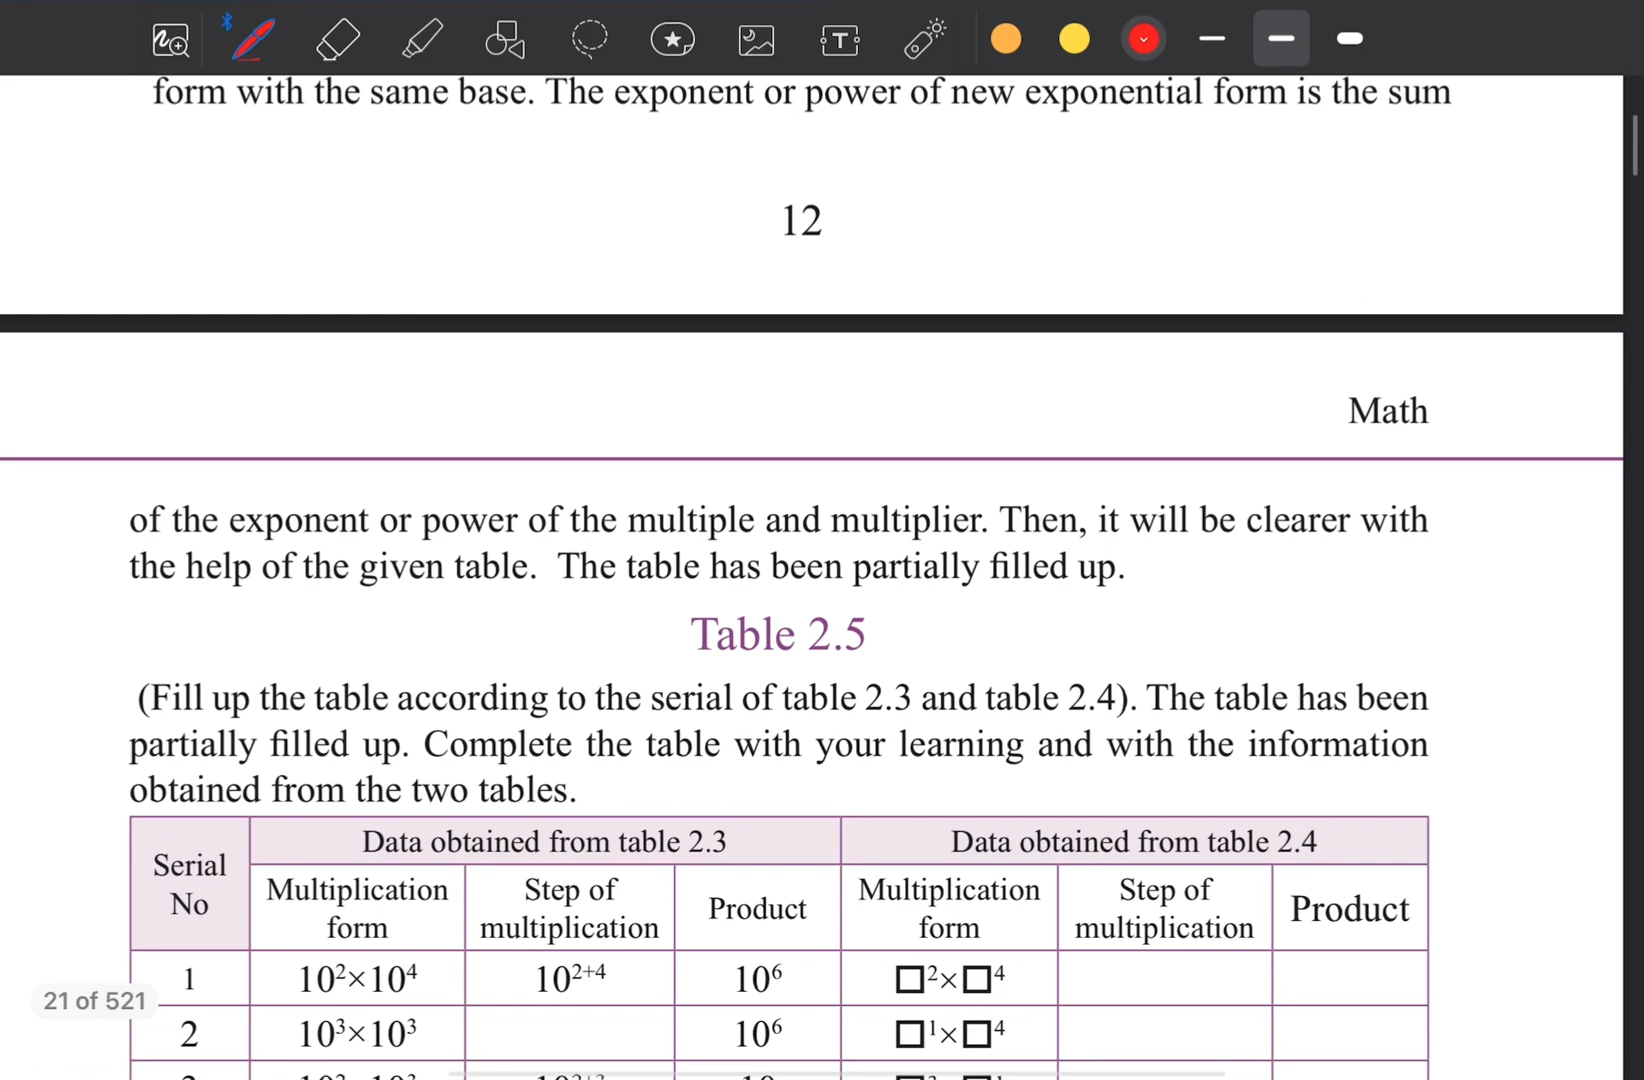 T
form with the same base. The exponent or power of new exponential form is the sum
12
Math
of the exponent or power of the multiple and multiplier. Then, it will be clearer with
the help of the given table. The table has been partially filled up.
Table 2.5
(Fill up the table according to the serial of table 2.3 and table 2.4). The table has been
partially filled up. Complete the table with your learning and with the information
obtained from the two tables.
Serial No Data obtained from table 2.3 Data obtained from table 2.4
Multiplication form Step of multiplication Product Multiplication form Step of multiplication Product
1 10²×10⁴ 10²⁺⁴ 10⁶ □²×□⁴
2 10³×10³ 10⁶ □¹×□⁴
21 of 521